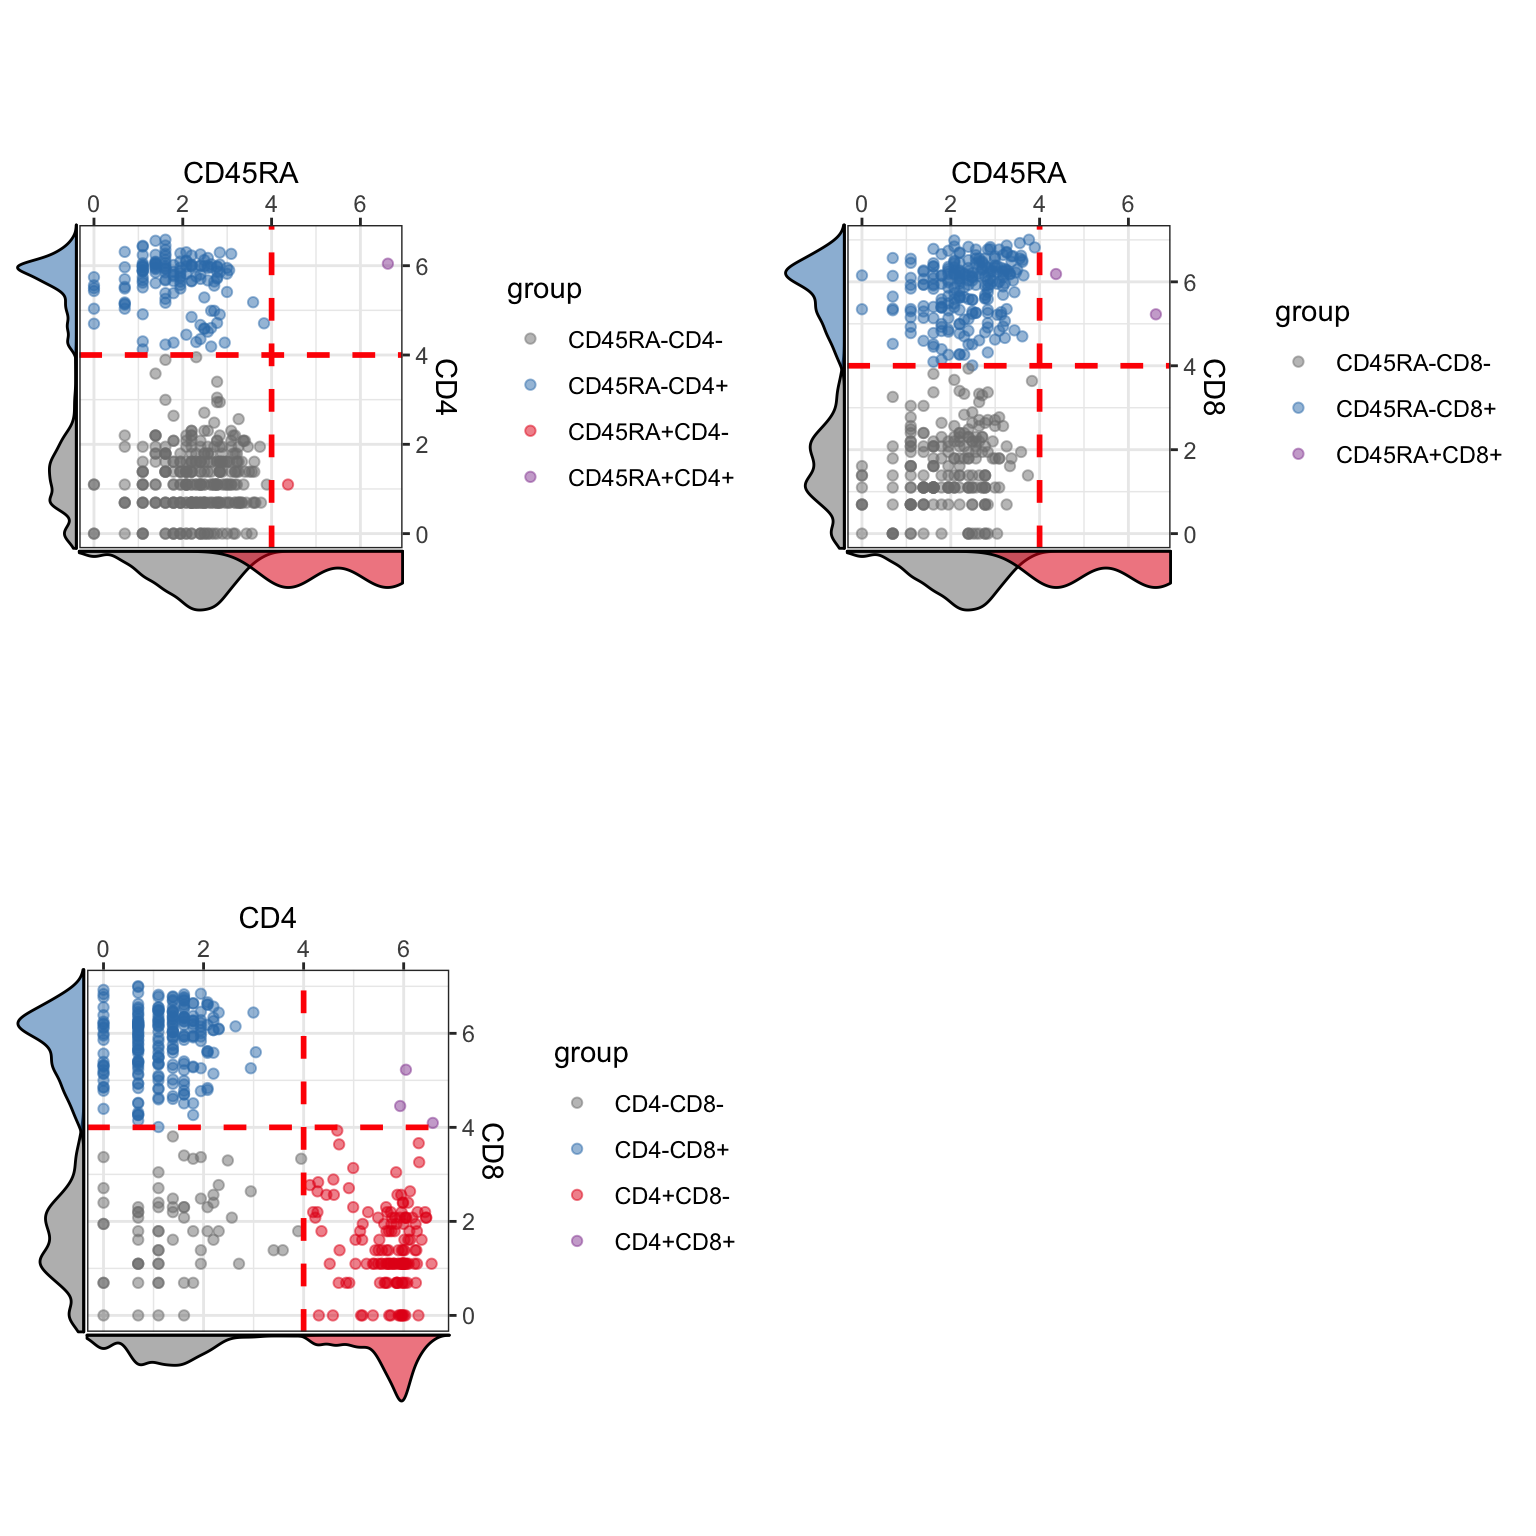 CD45RA
0 2 4 6
6
4
2
0
CD4
group
CD45RA-CD4-
CD45RA-CD4+
CD45RA+CD4-
CD45RA+CD4+
CD45RA
0 2 4 6
6
4
2
0
CD8
group
CD45RA-CD8-
CD45RA-CD8+
CD45RA+CD8+
CD4
0 2 4 6
6
4
2
0
CD8
group
CD4-CD8-
CD4-CD8+
CD4+CD8-
CD4+CD8+